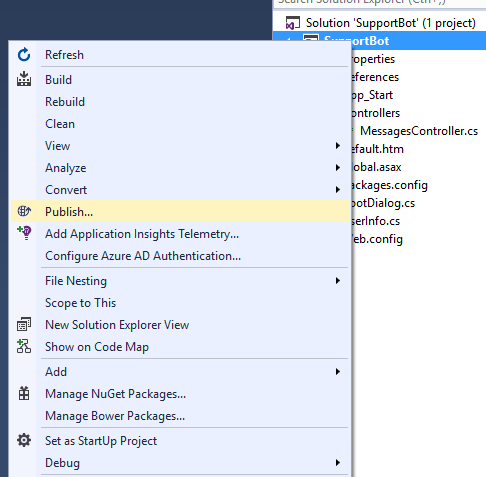 Search Solution Explorer (Ctrl+;)
Solution 'SupportBot' (1 project)
SupportBot
Refresh
Build
Rebuild
Clean
View
Analyze
Convert
Publish...
Add Application Insights Telemetry...
Configure Azure AD Authentication...
File Nesting
Scope to This
New Solution Explorer View
Show on Code Map
Add
Manage NuGet Packages...
Manage Bower Packages...
Set as StartUp Project
Debug
roperties
eferences
pp_Start
ontrollers
MessagesController.cs
efault.htm
lobal.asax
ackages.config
otDialog.cs
serInfo.cs
eb.config